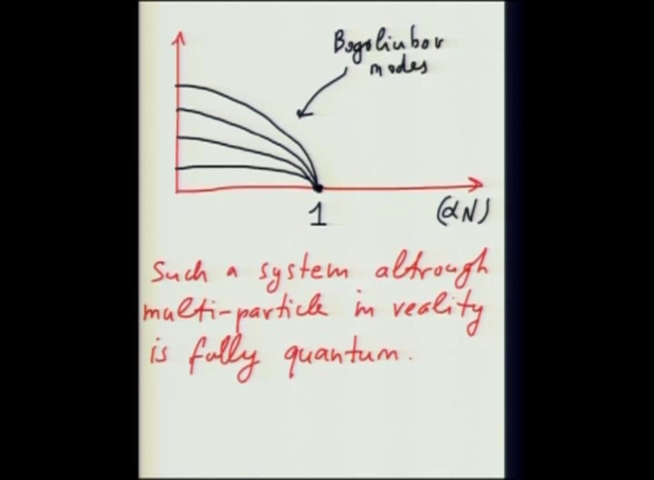 Bogoliubov
modes
1
(αN)
Such a system altrough
multi-particle in reality
is fully quantum.